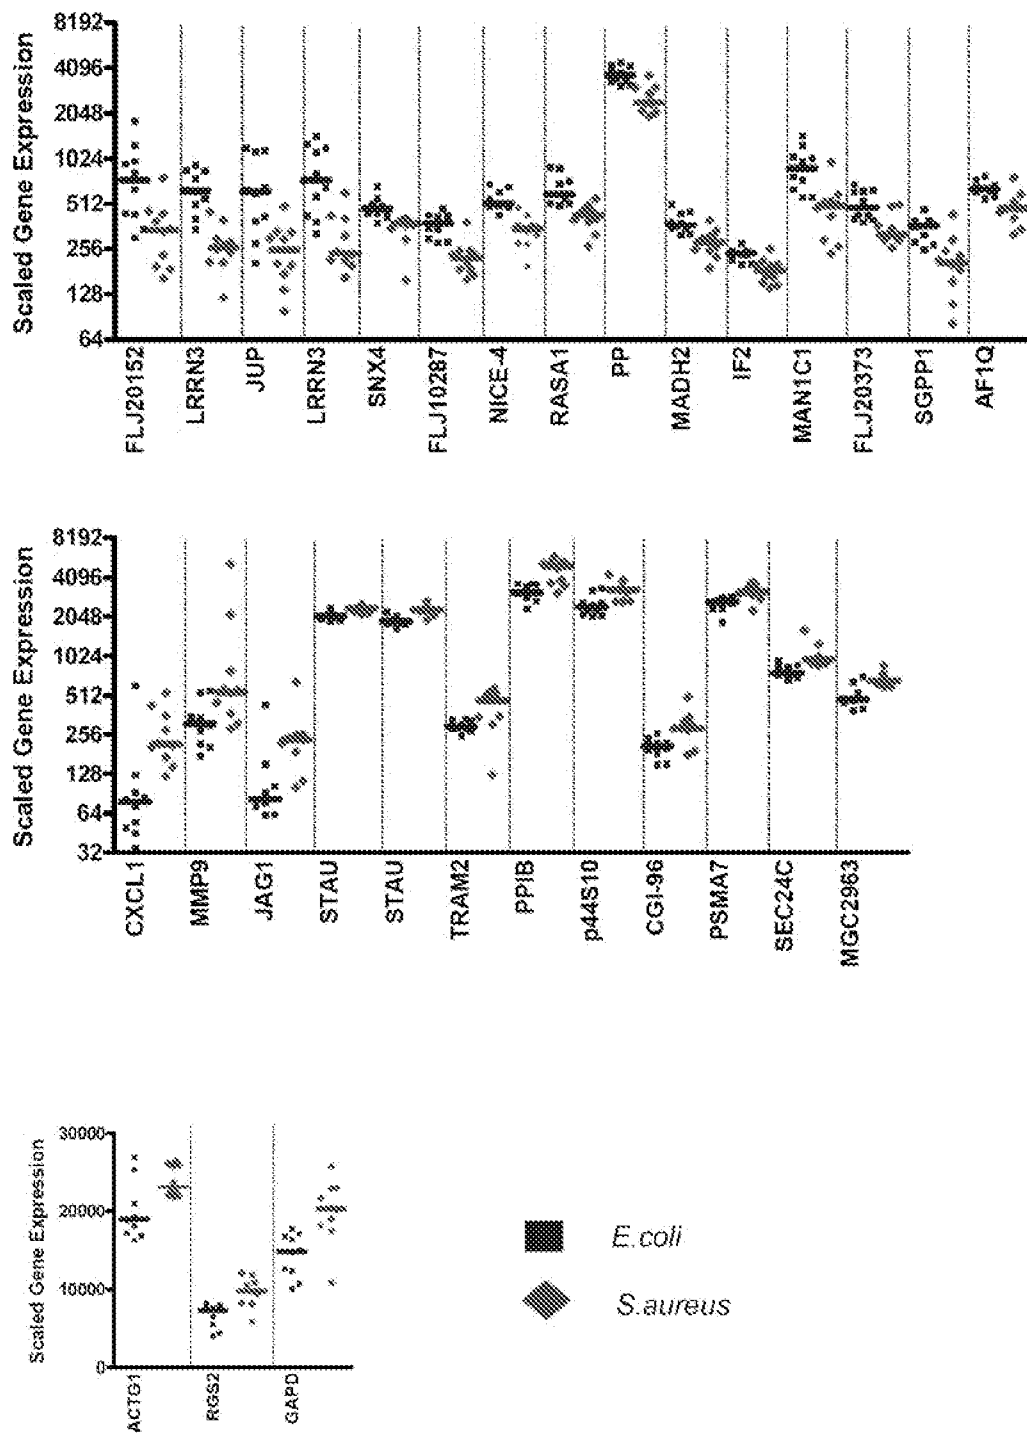 Scaled Gene Expression
8192
4096
2048
1024
512
256
128
64
FLJ20152
LRRN3
JUP
LRRN3
SNX4
FLJ10287
NICE-4
RASA1
PP
MADH2
IF2
MAN1C1
FLJ20373
SGPP1
AF1Q
Scaled Gene Expression
8192
4096
2048
1024
512
256
128
64
32
CXCL1
MMP9
JAG1
STAU
STAU
TRAM2
PPIB
p44S10
CGI-96
PSMA7
SEC24C
MGC2963
Scaled Gene Expression
30000
20000
10000
0
ACTG1
RGS2
GAPD
E.coli
S.aureus